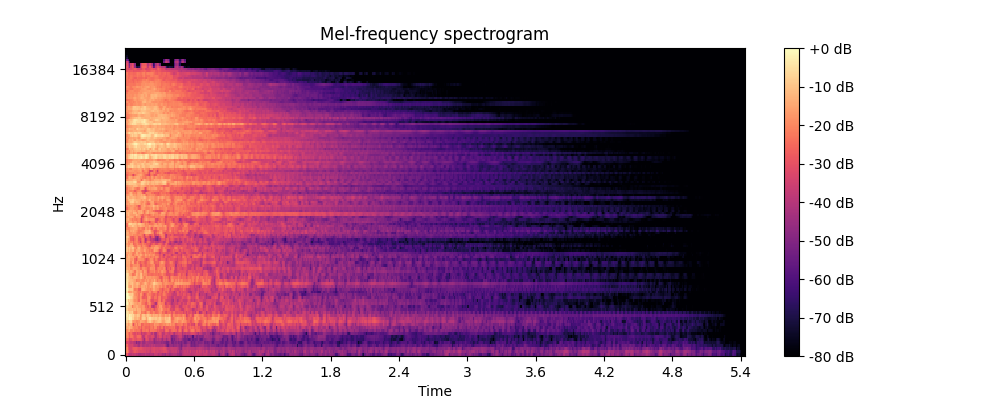 Mel-frequency spectrogram
Hz
16384
8192
4096
2048
1024
512
0
0 0.6 1.2 1.8 2.4 3 3.6 4.2 4.8 5.4
Time
+0 dB
-10 dB
-20 dB
-30 dB
-40 dB
-50 dB
-60 dB
-70 dB
-80 dB